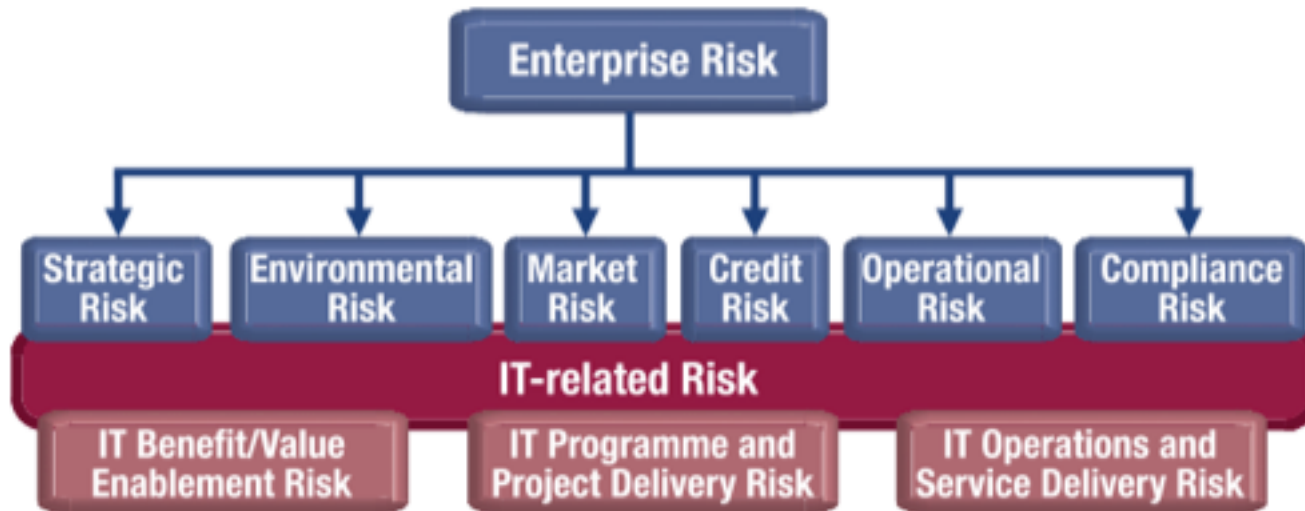 Enterprise Risk
Strategic
Risk
Environmental
Risk
Market
Risk
Credit
Risk
Operational
Risk
Compliance
Risk
IT-related Risk
IT Benefit/Value
Enablement Risk
IT Programme and
Project Delivery Risk
IT Operations and
Service Delivery Risk